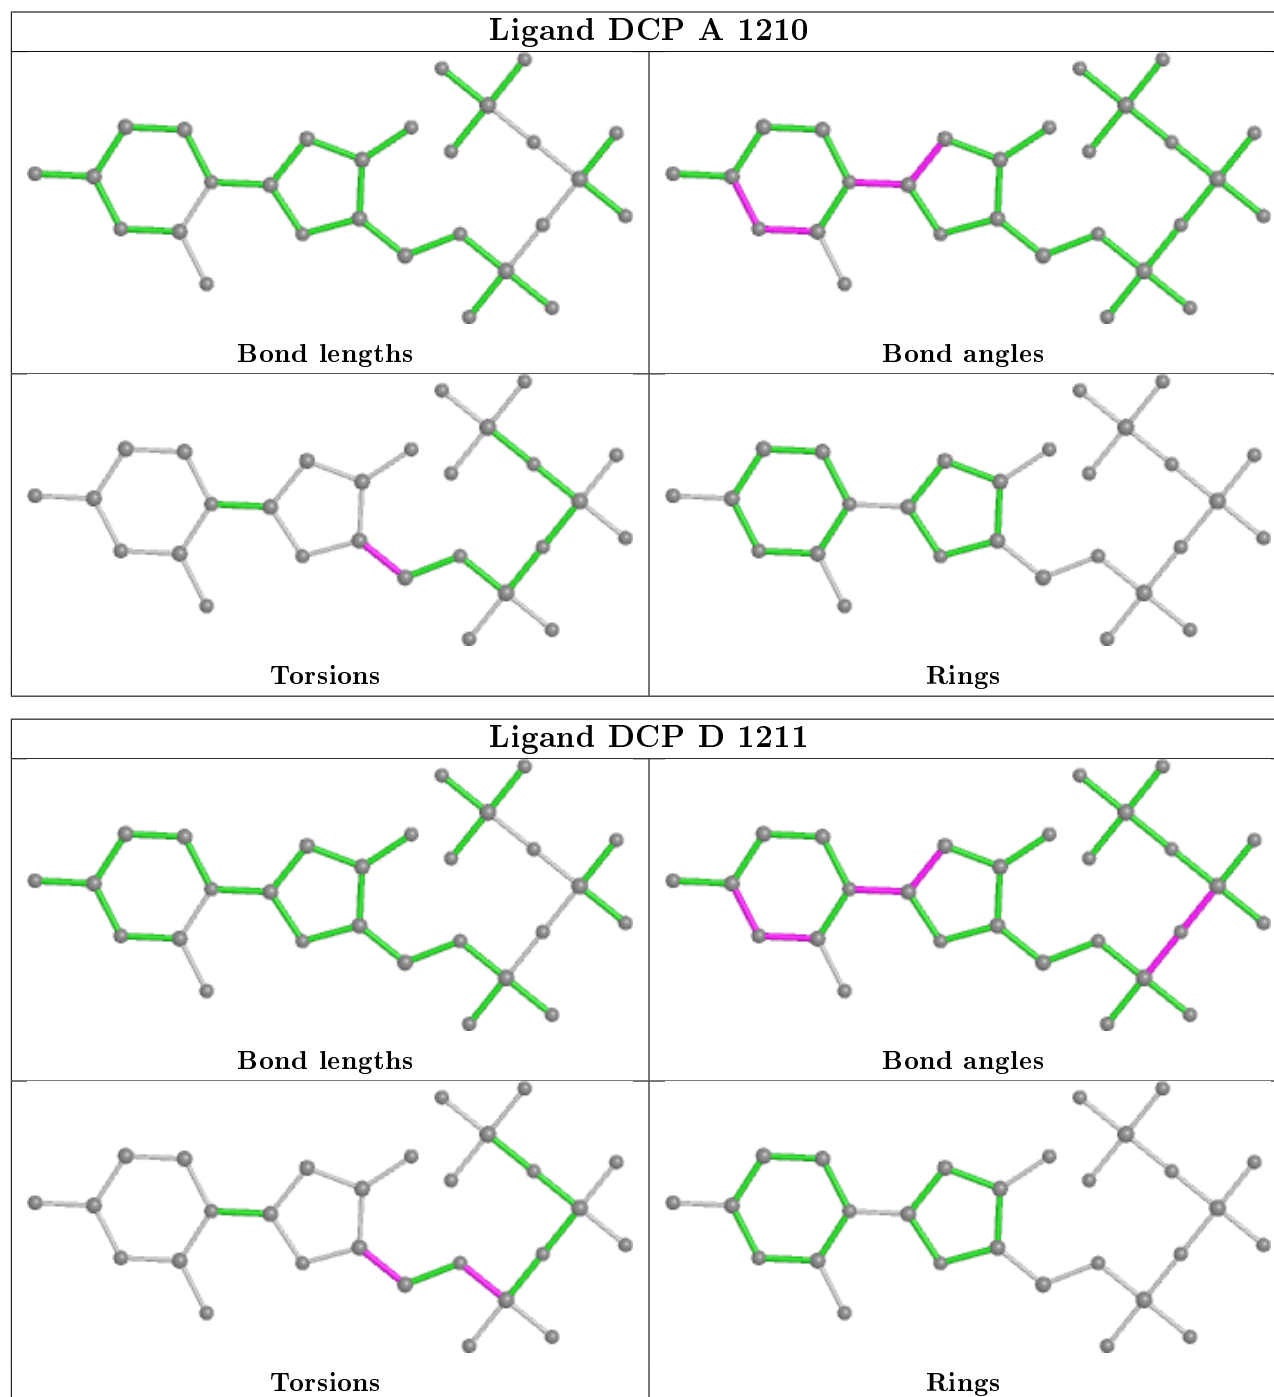 Ligand DCP A 1210
Bond lengths
Bond angles
Torsions
Rings
Ligand DCP D 1211
Bond lengths
Bond angles
Torsions
Rings